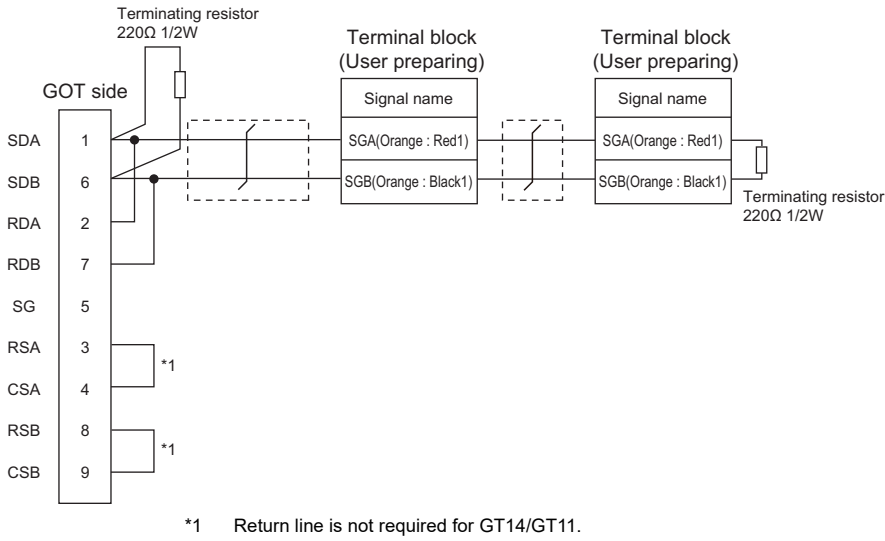 Terminating resistor
220Ω 1/2W
GOT side
SDA 1
SDB 6
RDA 2
RDB 7
SG 5
RSA 3
CSA 4
RSB 8
CSB 9
*1
*1
Terminal block
(User preparing)
Signal name
SGA(Orange : Red1)
SGB(Orange : Black1)
Terminal block
(User preparing)
Signal name
SGA(Orange : Red1)
SGB(Orange : Black1)
Terminating resistor
220Ω 1/2W
*1 Return line is not required for GT14/GT11.